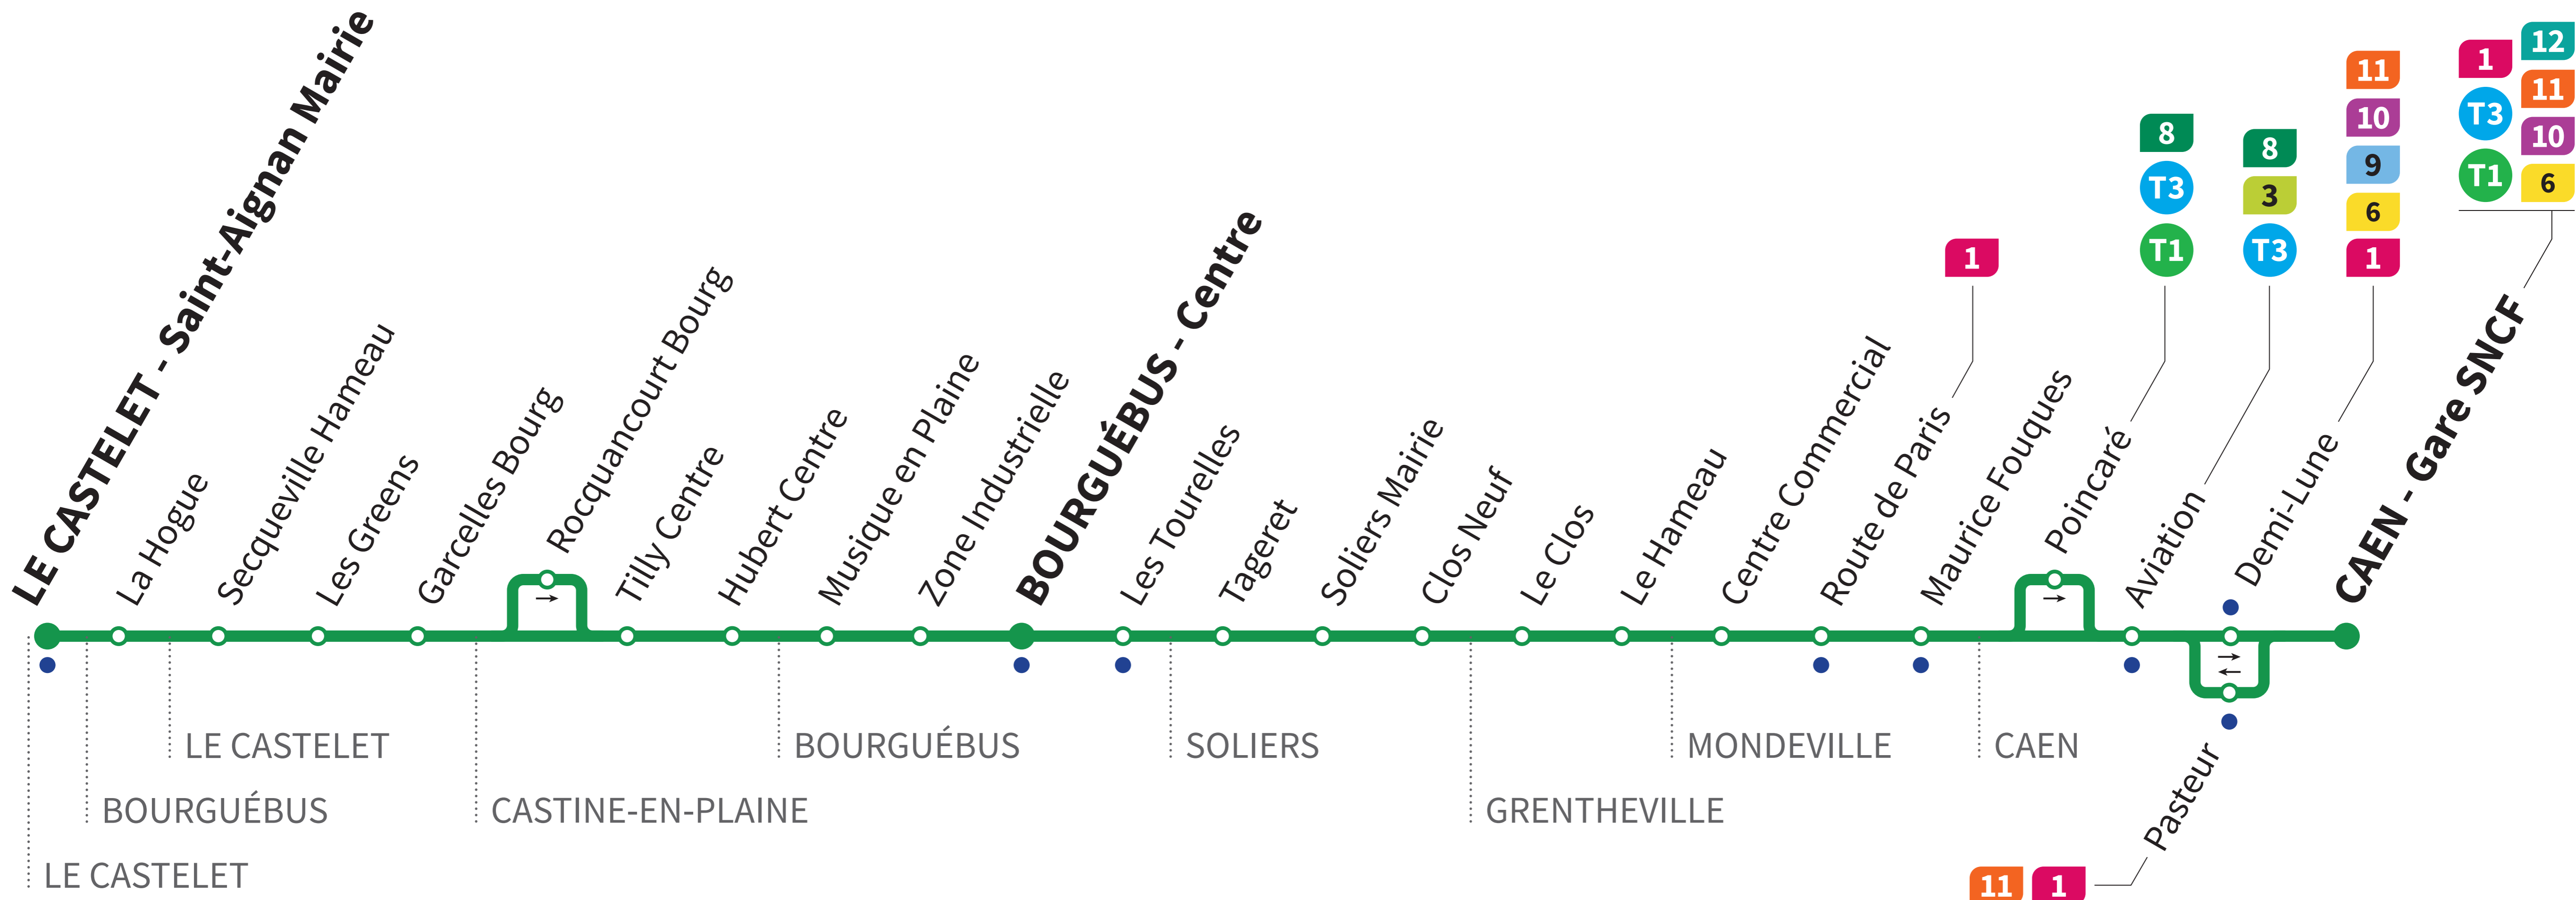 LE CASTELET - Saint-Aignan Mairie
La Hogue
Secqueville Hameau
Les Greens
Garcelles Bourg
Rocquancourt Bourg
Tilly Centre
Hubert Centre
Musique en Plaine
Zone Industrielle
BOURGUÉBUS - Centre
Les Tourelles
Tageret
Soliers Mairie
Clos Neuf
Le Clos
Le Hameau
Centre Commercial
Route de Paris
1
Maurice Fouques
Poincaré
8
T3
T1
Aviation
8
3
T3
Demi-Lune
11
10
9
6
1
CAEN - Gare SNCF
1
T3
T1
12
11
10
6
Pasteur
11 1
LE CASTELET
BOURGUÉBUS
LE CASTELET
CASTINE-EN-PLAINE
BOURGUÉBUS
SOLIERS
GRENTHEVILLE
MONDEVILLE
CAEN